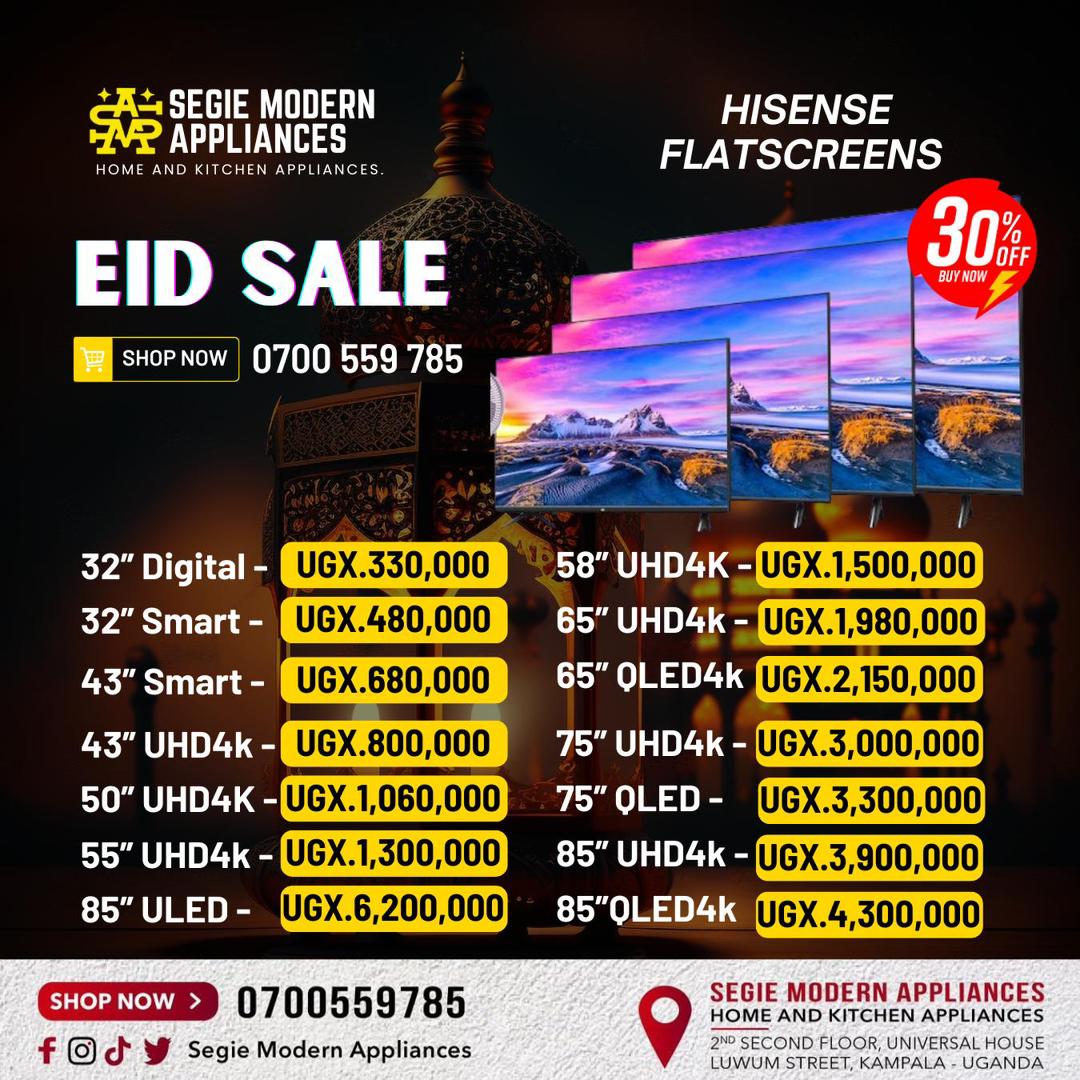 SEGIE MODERN
APPLIANCES
HOME AND KITCHEN APPLIANCES.
HISENSE
FLATSCREENS
30% OFF
BUY NOW
EID SALE
SHOP NOW 0700 559 785
32” Digital - UGX.330,000
32” Smart - UGX.480,000
43” Smart - UGX.680,000
43” UHD4k - UGX.800,000
50” UHD4K - UGX.1,060,000
55” UHD4k - UGX.1,300,000
85” ULED - UGX.6,200,000
58” UHD4K - UGX.1,500,000
65” UHD4k - UGX.1,980,000
65” QLED4k UGX.2,150,000
75” UHD4k - UGX.3,000,000
75” QLED - UGX.3,300,000
85” UHD4k - UGX.3,900,000
85”QLED4k UGX.4,300,000
SHOP NOW > 0700559785
Segie Modern Appliances
SEGIE MODERN APPLIANCES
HOME AND KITCHEN APPLIANCES
2ND SECOND FLOOR, UNIVERSAL HOUSE
LUWUM STREET, KAMPALA - UGANDA